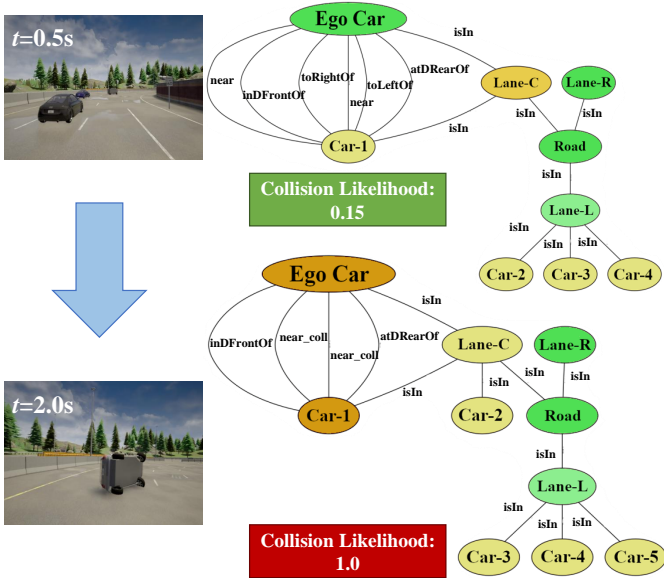 t=0.5s
Ego Car
isIn
near
inDFrontOf
toRightOf
near
toLeftOf
atDRearOf
Lane-C
Lane-R
isIn
isIn
isIn
Car-1
Road
Collision Likelihood:
0.15
isIn
Lane-L
isIn
isIn
isIn
Car-2
Car-3
Car-4
Ego Car
isIn
inDFrontOf
near_coll
near_coll
atDRearOf
Lane-C
Lane-R
isIn
isIn
isIn
t=2.0s
Car-1
Car-2
Road
isIn
Lane-L
isIn
isIn
isIn
Collision Likelihood:
1.0
Car-3
Car-4
Car-5